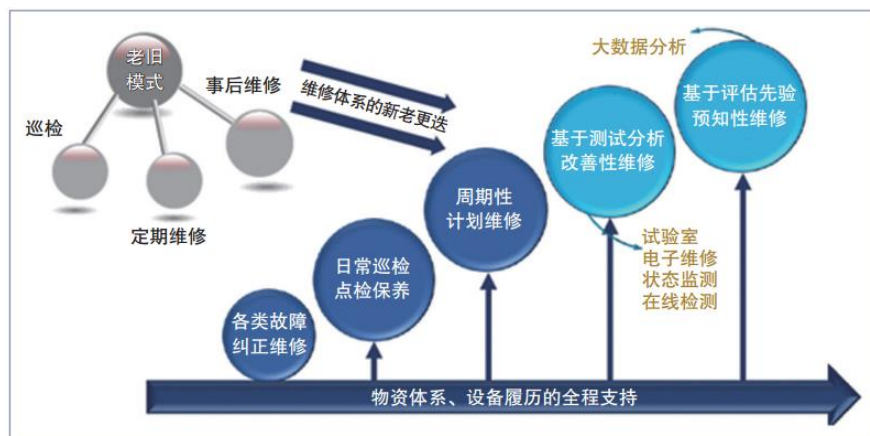 老旧
模式
事后维修
巡检
定期维修
维修体系的新老更迭
大数据分析
基于评估先验
预知性维修
基于测试分析
改善性维修
周期性
计划维修
试验室
电子维修
状态监测
在线检测
日常巡检
点检保养
各类故障
纠正维修
物资体系、设备履历的全程支持